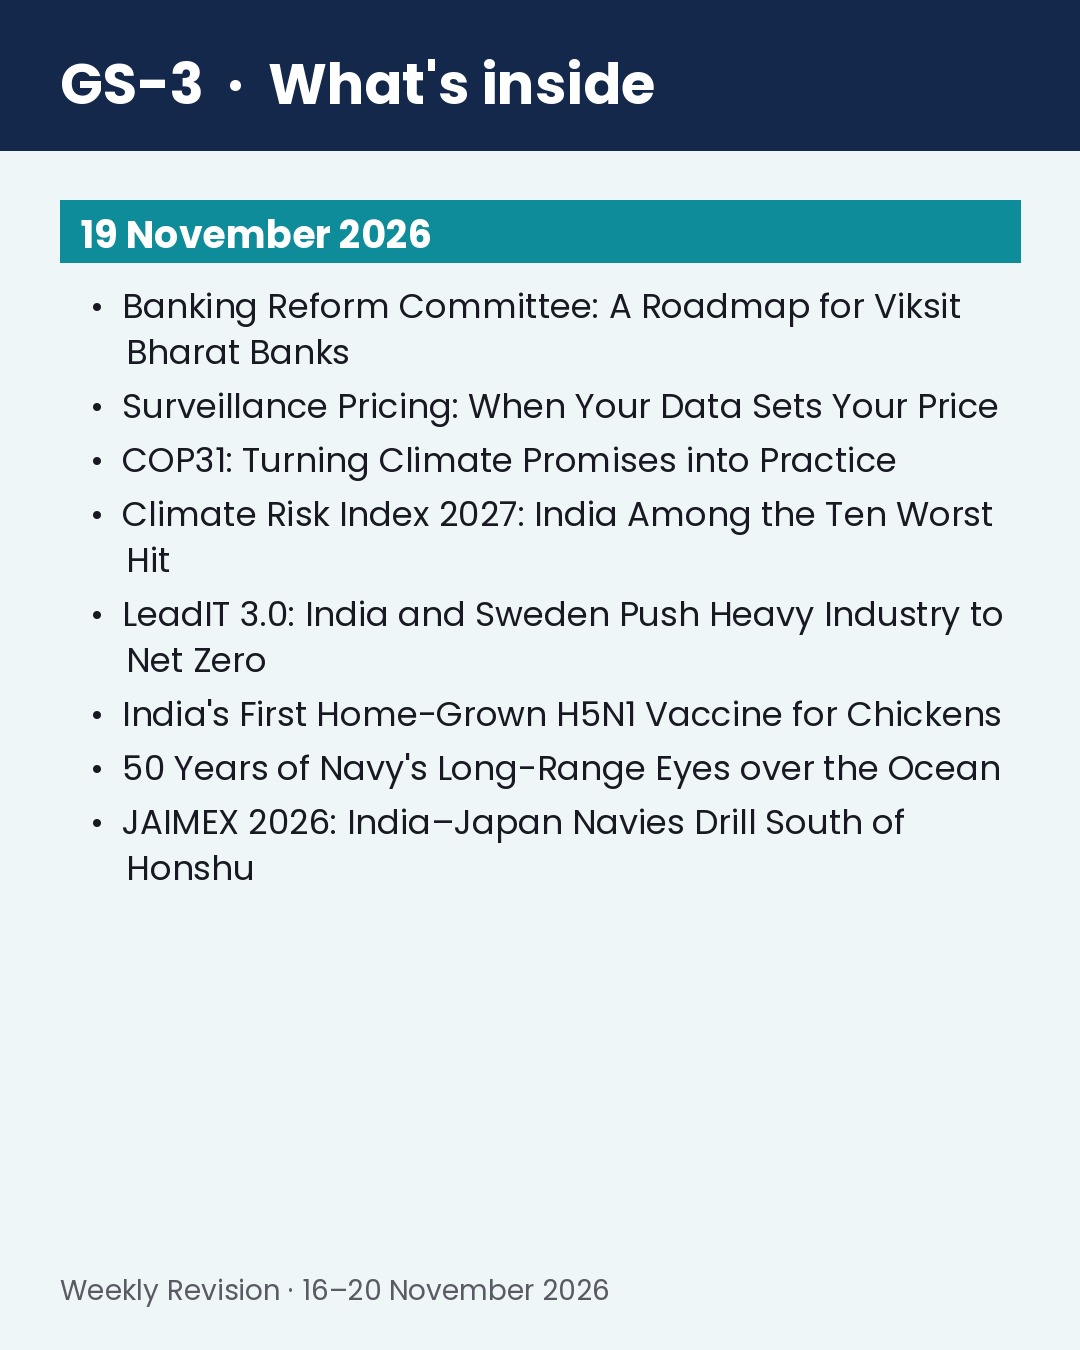 GS-3 · What's inside
19 November 2026
• Banking Reform Committee: A Roadmap for Viksit
Bharat Banks
• Surveillance Pricing: When Your Data Sets Your Price
• COP31: Turning Climate Promises into Practice
• Climate Risk Index 2027: India Among the Ten Worst
Hit
• LeadIT 3.0: India and Sweden Push Heavy Industry to
Net Zero
• India's First Home-Grown H5N1 Vaccine for Chickens
• 50 Years of Navy's Long-Range Eyes over the Ocean
• JAIMEX 2026: India–Japan Navies Drill South of
Honshu
Weekly Revision · 16–20 November 2026